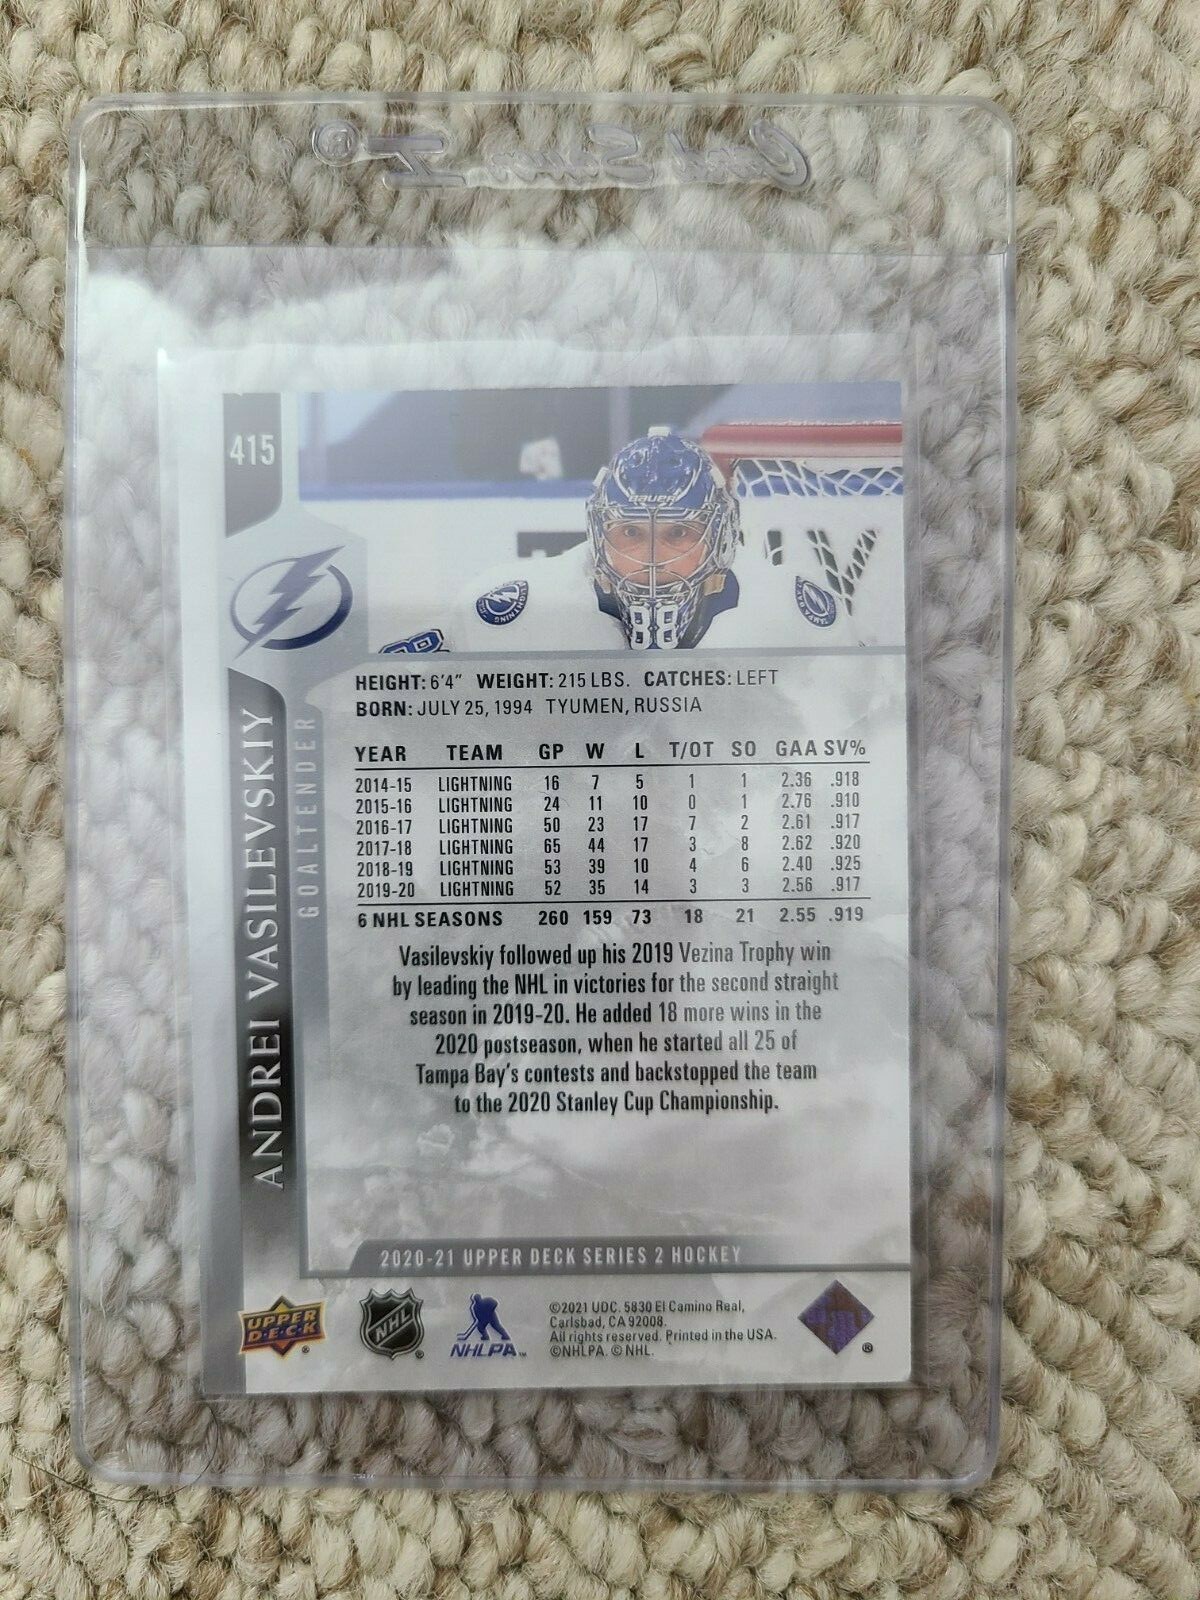 Card Saver I®
415
BAUER
LIGHTNING
TAMPA BAY
88
HEIGHT: 6'4" WEIGHT: 215 LBS. CATCHES: LEFT
BORN: JULY 25, 1994 TYUMEN, RUSSIA
ANDREI VASILEVSKIY
GOALTENDER
YEAR TEAM GP W L T/OT SO GAA SV%
2014-15 LIGHTNING 16 7 5 1 1 2.36 .918
2015-16 LIGHTNING 24 11 10 0 1 2.76 .910
2016-17 LIGHTNING 50 23 17 7 2 2.61 .917
2017-18 LIGHTNING 65 44 17 3 8 2.62 .920
2018-19 LIGHTNING 53 39 10 4 6 2.40 .925
2019-20 LIGHTNING 52 35 14 3 3 2.56 .917
6 NHL SEASONS 260 159 73 18 21 2.55 .919
Vasilevskiy followed up his 2019 Vezina Trophy win
by leading the NHL in victories for the second straight
season in 2019-20. He added 18 more wins in the
2020 postseason, when he started all 25 of
Tampa Bay's contests and backstopped the team
to the 2020 Stanley Cup Championship.
2020-21 UPPER DECK SERIES 2 HOCKEY
UPPER
DECK®
NHL®
NHLPA™
©2021 UDC. 5830 El Camino Real,
Carlsbad, CA 92008.
All rights reserved. Printed in the USA.
©NHLPA. © NHL.
®